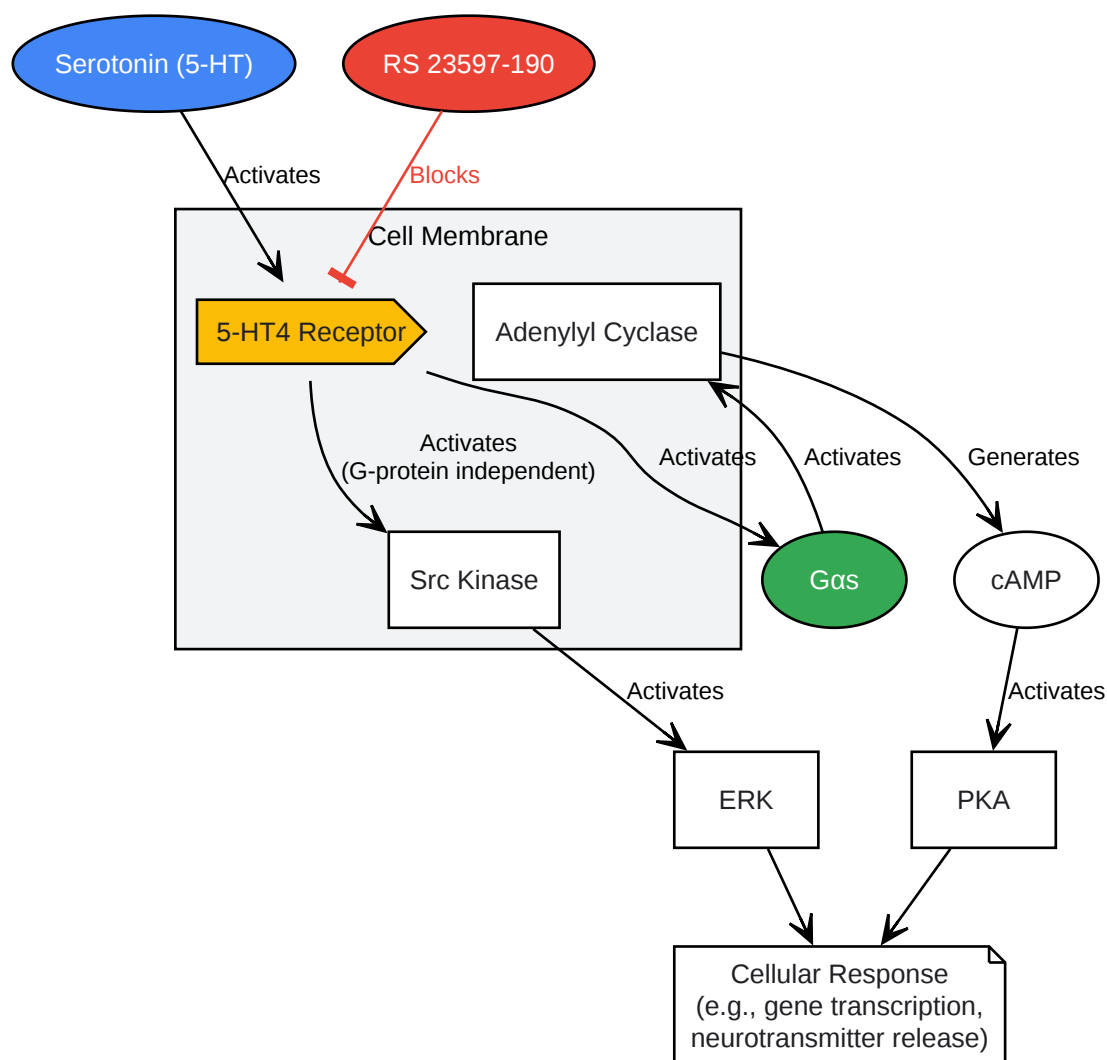 Serotonin (5-HT)
RS 23597-190
Activates
Blocks
Cell Membrane
5-HT4 Receptor
Adenylyl Cyclase
Activates
(G-protein independent)
Activates
Activates
Generates
Src Kinase
Gαs
cAMP
Activates
Activates
ERK
PKA
Cellular Response
(e.g., gene transcription,
neurotransmitter release)